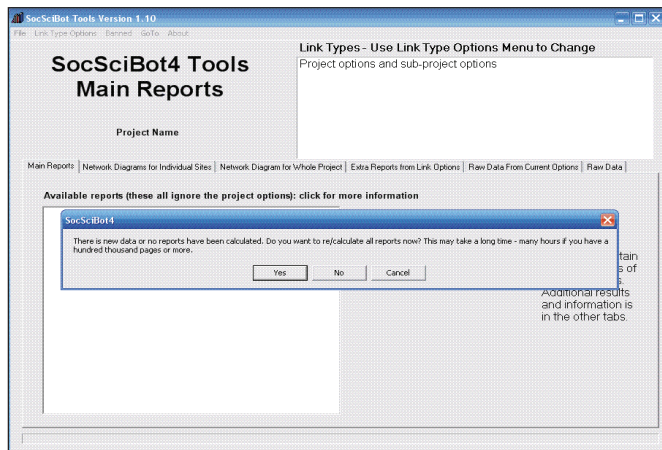 SocSciBot Tools Version 1.10
File Link Type Options Banned GoTo About
SocSciBot4 Tools
Main Reports
Project Name
Link Types - Use Link Type Options Menu to Change
Project options and sub-project options
Main Reports Network Diagrams for Individual Sites Network Diagram for Whole Project Extra Reports from Link Options Raw Data From Current Options Raw Data
Available reports (these all ignore the project options): click for more information
SocSciBot4
There is new data or no reports have been calculated. Do you want to re/calculate all reports now? This may take a long time - many hours if you have a
hundred thousand pages or more.
Yes No Cancel
tain
s of
s.
Additional results
and information is
in the other tabs.